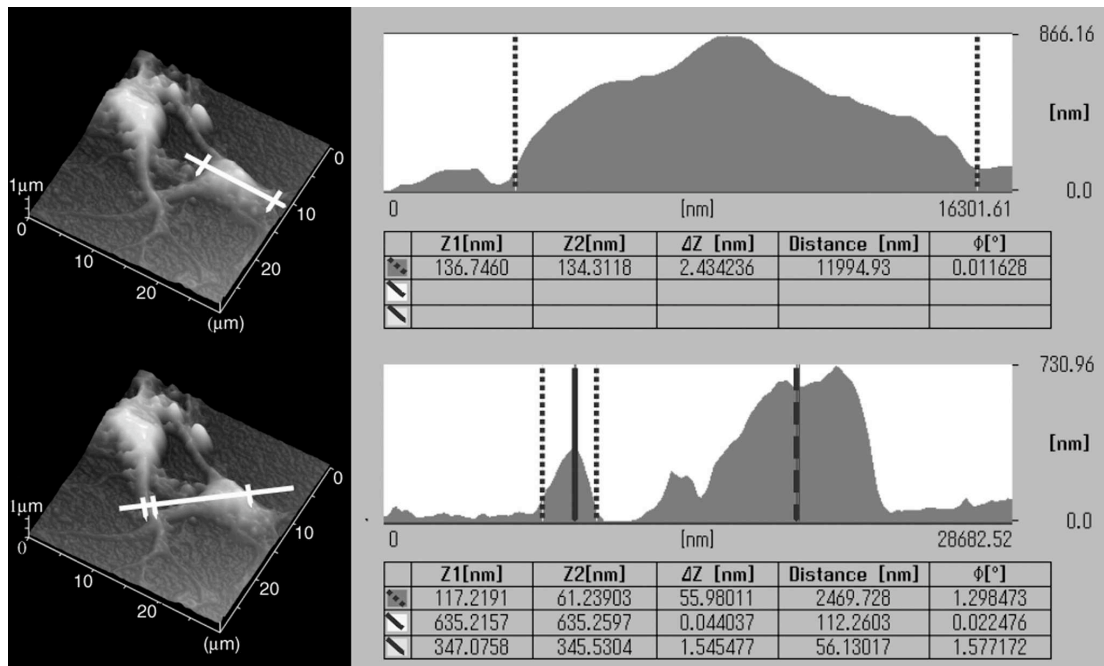 866.16
[nm]
0.0
0 [nm] 16301.61
Z1[nm] Z2[nm] ΔZ [nm] Distance [nm] ϕ[°]
136.7460 134.3118 2.434236 11994.93 0.011628
1µm
0
10
20
(µm)
20
10
0
730.96
[nm]
0.0
0 [nm] 28682.52
Z1[nm] Z2[nm] ΔZ [nm] Distance [nm] ϕ[°]
117.2191 61.23903 55.98011 2469.728 1.298473
635.2157 635.2597 0.044037 112.2603 0.022476
347.0758 345.5304 1.545477 56.13017 1.577172
1µm
0
10
20
(µm)
20
10
0